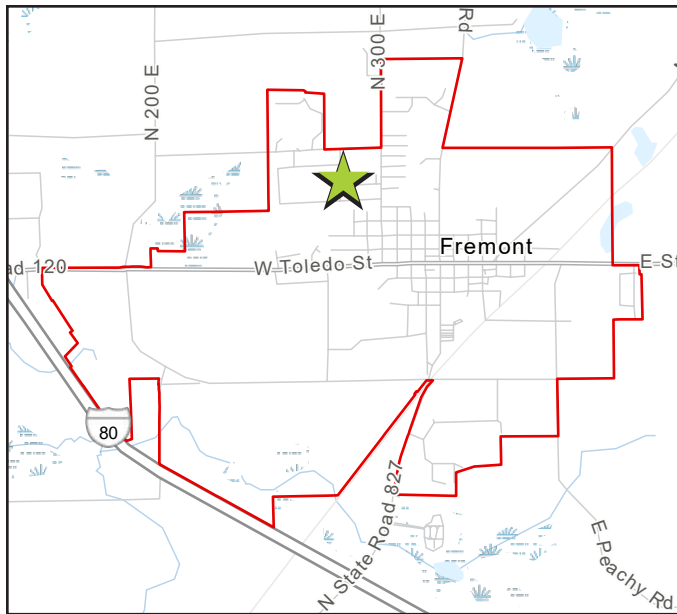 Rd
N 300 E
N 200 E
Fremont
W Toledo St
E St
ad 120
80
N State Road 827
E Peachy Rd